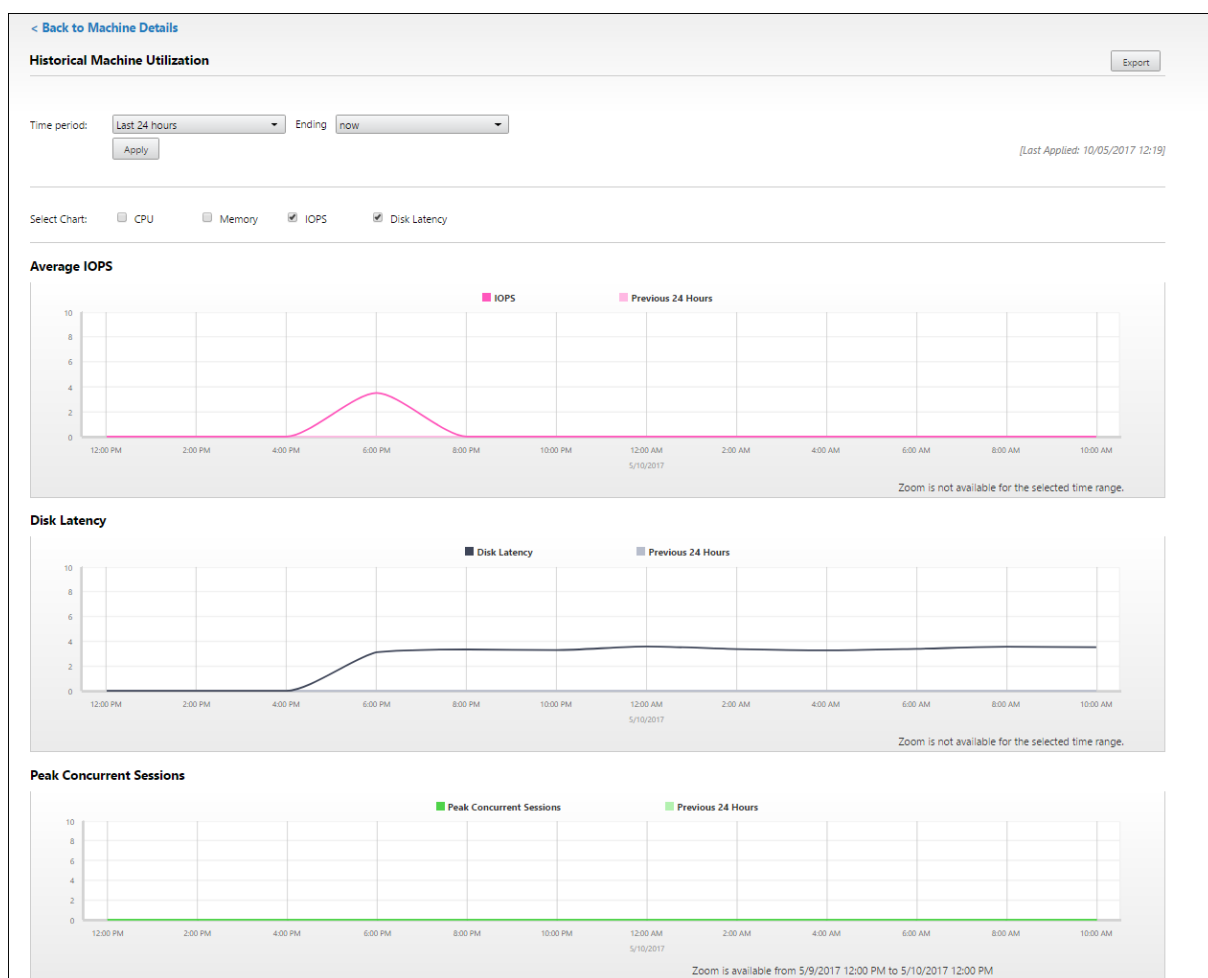 < Back to Machine Details
Historical Machine Utilization
Export
Time period: Last 24 hours Ending now
Apply
[Last Applied: 10/05/2017 12:19]
Select Chart: CPU Memory IOPS Disk Latency
Average IOPS
IOPS Previous 24 Hours
10
8
6
4
2
0
12:00 PM 2:00 PM 4:00 PM 6:00 PM 8:00 PM 10:00 PM 12:00 AM 2:00 AM 4:00 AM 6:00 AM 8:00 AM 10:00 AM
5/10/2017
Zoom is not available for the selected time range.
Disk Latency
Disk Latency Previous 24 Hours
10
8
6
4
2
0
12:00 PM 2:00 PM 4:00 PM 6:00 PM 8:00 PM 10:00 PM 12:00 AM 2:00 AM 4:00 AM 6:00 AM 8:00 AM 10:00 AM
5/10/2017
Zoom is not available for the selected time range.
Peak Concurrent Sessions
Peak Concurrent Sessions Previous 24 Hours
10
8
6
4
2
0
12:00 PM 2:00 PM 4:00 PM 6:00 PM 8:00 PM 10:00 PM 12:00 AM 2:00 AM 4:00 AM 6:00 AM 8:00 AM 10:00 AM
5/10/2017
Zoom is available from 5/9/2017 12:00 PM to 5/10/2017 12:00 PM